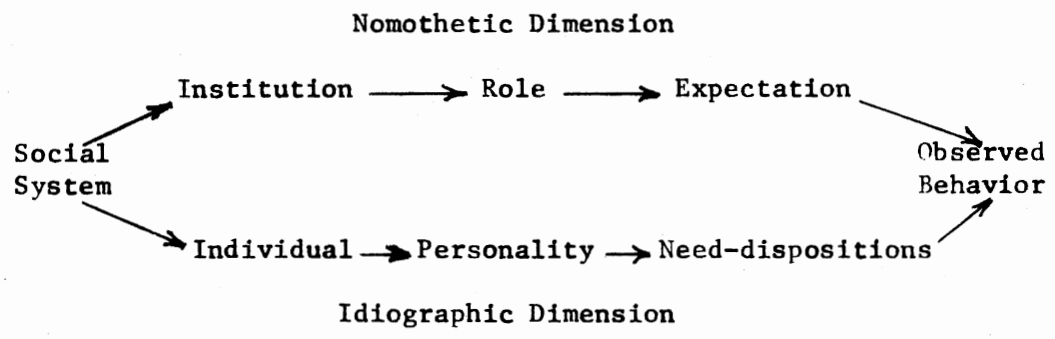 Nomothetic Dimension
Institution Role Expectation
Social
System
Observed
Behavior
Individual Personality Need-dispositions
Idiographic Dimension